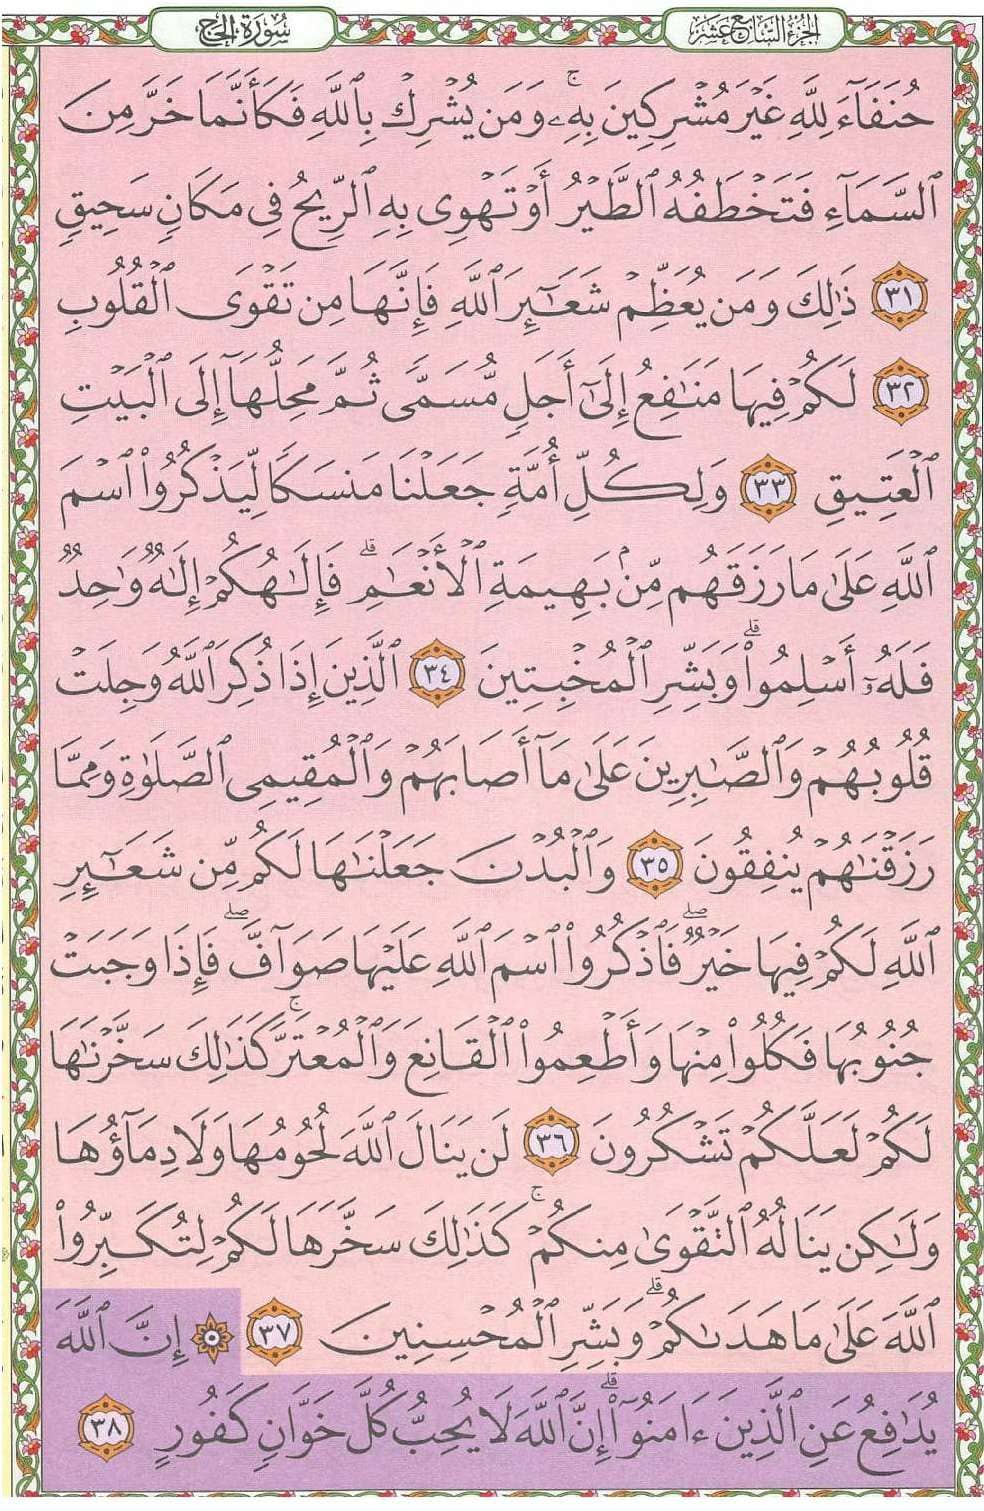 الجزء السابع عشر
سورة الحج
حُنَفَآءَ لِلَّهِ غَيْرَ مُشْرِكِينَ بِهِۦۚ وَمَن يُشْرِكْ بِٱللَّهِ فَكَأَنَّمَا خَرَّ مِنَ
ٱلسَّمَآءِ فَتَخْطَفُهُ ٱلطَّيْرُ أَوْ تَهْوِى بِهِ ٱلرِّيحُ فِى مَكَانٍ سَحِيقٍ
٣١ ذَٰلِكَ وَمَن يُعَظِّمْ شَعَـٰٓئِرَ ٱللَّهِ فَإِنَّهَا مِن تَقْوَى ٱلْقُلُوبِ
٣٢ لَكُمْ فِيهَا مَنَـٰفِعُ إِلَىٰٓ أَجَلٍ مُّسَمًّى ثُمَّ مَحِلُّهَآ إِلَى ٱلْبَيْتِ
ٱلْعَتِيقِ ٣٣ وَلِكُلِّ أُمَّةٍ جَعَلْنَا مَنسَكًا لِّيَذْكُرُوا۟ ٱسْمَ
ٱللَّهِ عَلَىٰ مَا رَزَقَهُم مِّنۢ بَهِيمَةِ ٱلْأَنْعَـٰمِۗ فَإِلَـٰهُكُمْ إِلَـٰهٌ وَٰحِدٌ
فَلَهُۥٓ أَسْلِمُوا۟ۗ وَبَشِّرِ ٱلْمُخْبِتِينَ ٣٤ ٱلَّذِينَ إِذَا ذُكِرَ ٱللَّهُ وَجِلَتْ
قُلُوبُهُمْ وَٱلصَّـٰبِرِينَ عَلَىٰ مَآ أَصَابَهُمْ وَٱلْمُقِيمِى ٱلصَّلَوٰةِ وَمِمَّا
رَزَقْنَـٰهُمْ يُنفِقُونَ ٣٥ وَٱلْبُدْنَ جَعَلْنَـٰهَا لَكُم مِّن شَعَـٰٓئِرِ
ٱللَّهِ لَكُمْ فِيهَا خَيْرٌۖ فَٱذْكُرُوا۟ ٱسْمَ ٱللَّهِ عَلَيْهَا صَوَآفَّۖ فَإِذَا وَجَبَتْ
جُنُوبُهَا فَكُلُوا۟ مِنْهَا وَأَطْعِمُوا۟ ٱلْقَانِعَ وَٱلْمُعْتَرَّۚ كَذَٰلِكَ سَخَّرْنَـٰهَا
لَكُمْ لَعَلَّكُمْ تَشْكُرُونَ ٣٦ لَن يَنَالَ ٱللَّهَ لُحُومُهَا وَلَا دِمَآؤُهَا
وَلَـٰكِن يَنَالُهُ ٱلتَّقْوَىٰ مِنكُمْۚ كَذَٰلِكَ سَخَّرَهَا لَكُمْ لِتُكَبِّرُوا۟
ٱللَّهَ عَلَىٰ مَا هَدَىٰكُمْۗ وَبَشِّرِ ٱلْمُحْسِنِينَ ٣٧ ۞ إِنَّ ٱللَّهَ
يُدَٰفِعُ عَنِ ٱلَّذِينَ ءَامَنُوٓا۟ۗ إِنَّ ٱللَّهَ لَا يُحِبُّ كُلَّ خَوَّانٍ كَفُورٍ ٣٨